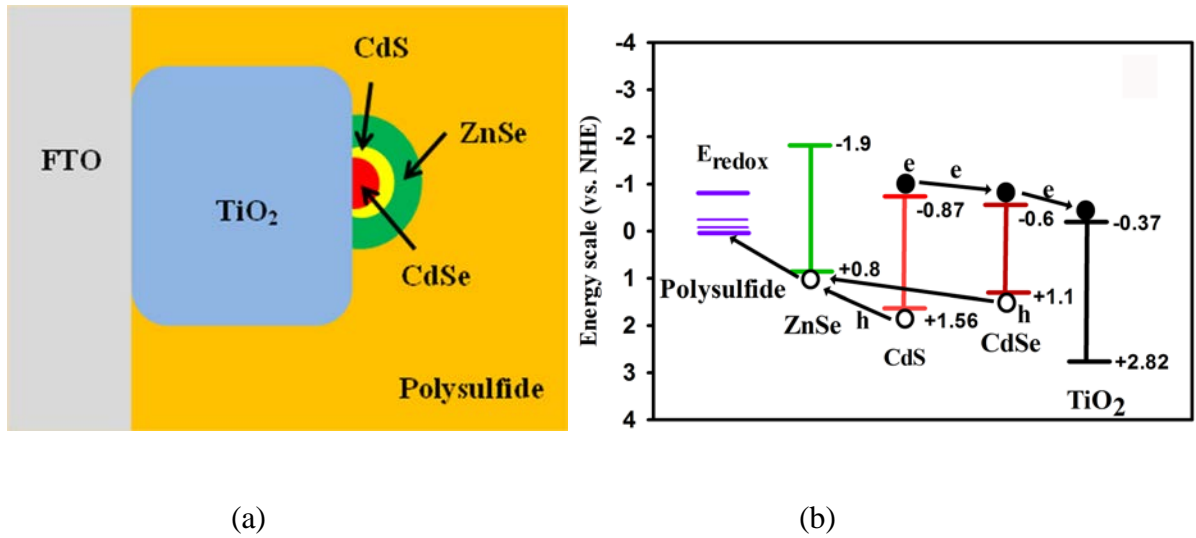 CdS
ZnSe
FTO
TiO₂
CdSe
Polysulfide
(a)
Energy scale (vs. NHE)
-4
-3
-2
-1
0
1
2
3
4
E_redox
Polysulfide
-1.9
+0.8
ZnSe
h
e
e
e
-0.87
+1.56
CdS
-0.6
+1.1
h
CdSe
-0.37
+2.82
TiO₂
(b)